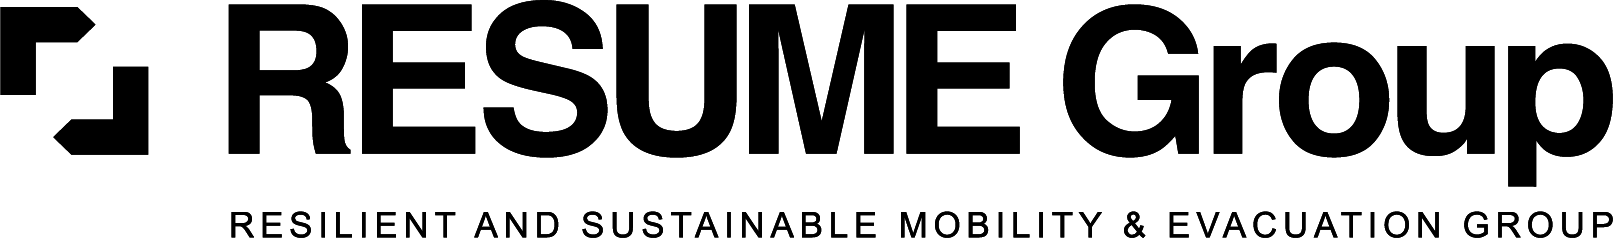 RESUME Group
RESILIENT AND SUSTAINABLE MOBILITY & EVACUATION GROUP